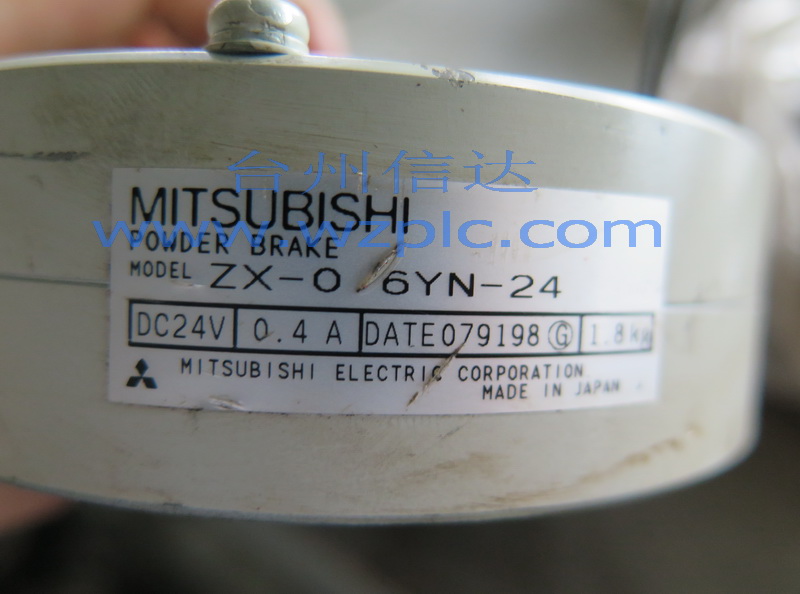 台州信达
MITSUBISHI
www.wzplc.com
POWDER BRAKE
MODEL ZX-0 6YN-24
DC24V 0.4 A DATE079198 G 1.8kg
MITSUBISHI ELECTRIC CORPORATION
MADE IN JAPAN